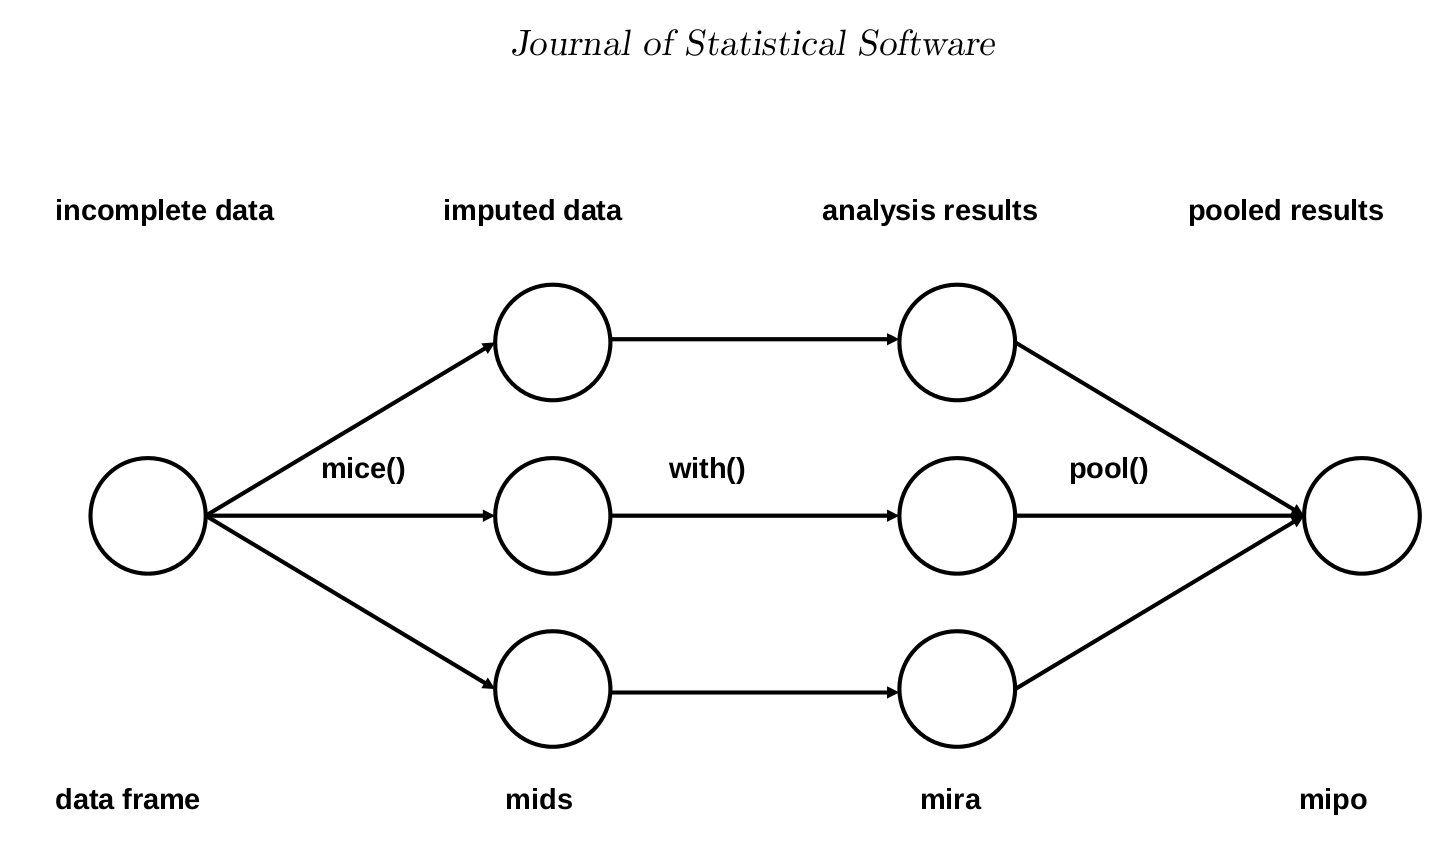 Journal of Statistical Software
incomplete data imputed data analysis results pooled results
mice() with() pool()
data frame mids mira mipo